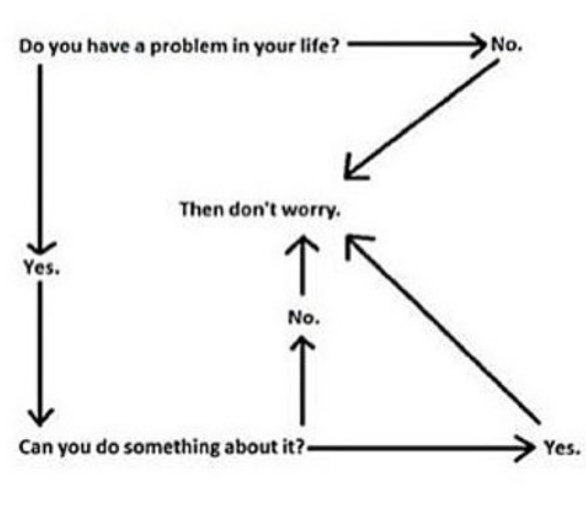 Do you have a problem in your life?
No.
Then don't worry.
Yes.
No.
Can you do something about it?
Yes.